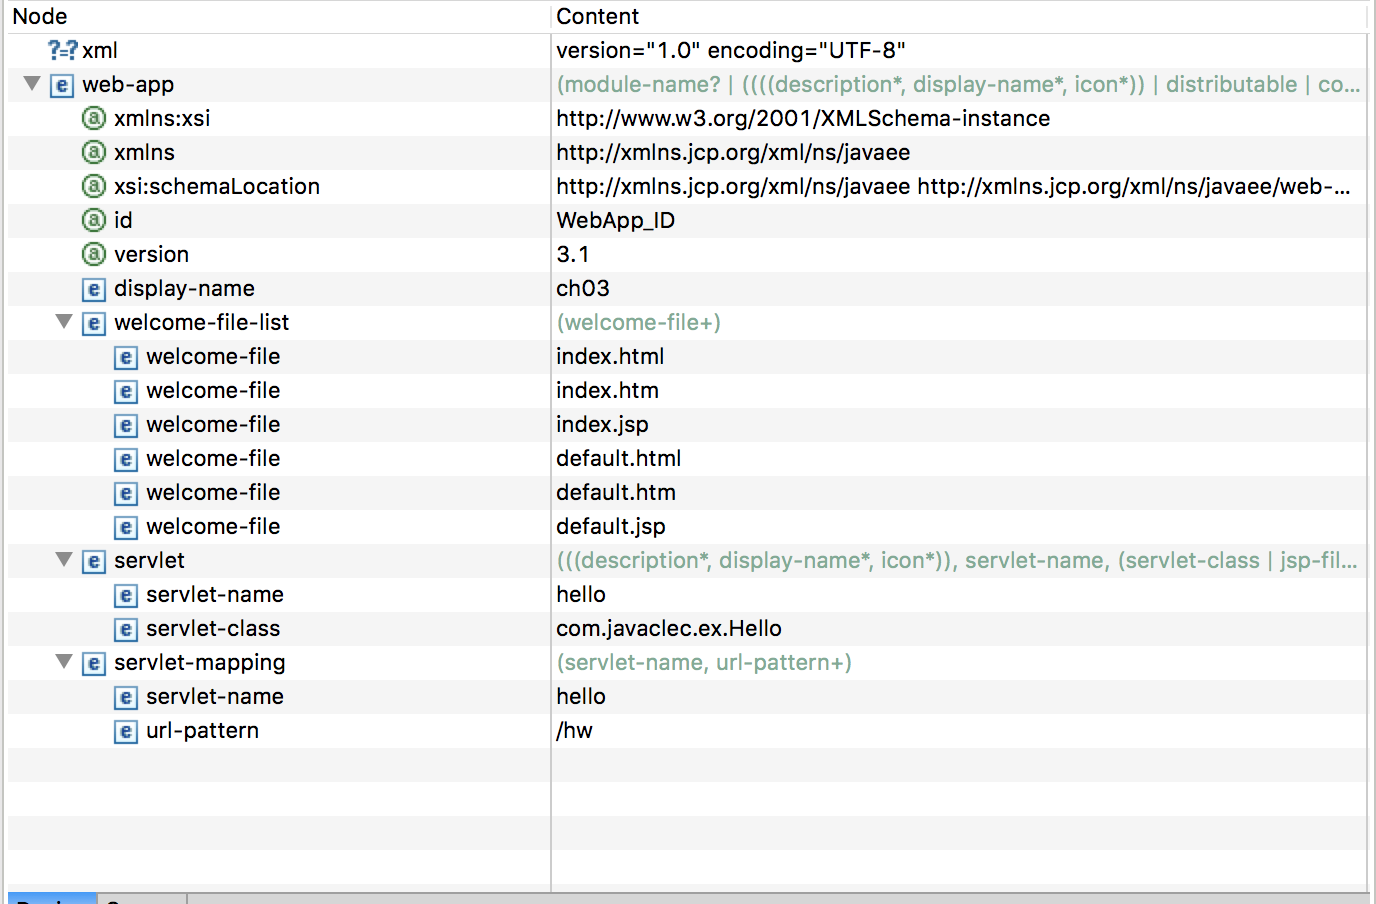 Node Content
?=? xml version="1.0" encoding="UTF-8"
e web-app (module-name? | ((((description*, display-name*, icon*)) | distributable | co...
a xmlns:xsi http://www.w3.org/2001/XMLSchema-instance
a xmlns http://xmlns.jcp.org/xml/ns/javaee
a xsi:schemaLocation http://xmlns.jcp.org/xml/ns/javaee http://xmlns.jcp.org/xml/ns/javaee/web-...
a id WebApp_ID
a version 3.1
e display-name ch03
e welcome-file-list (welcome-file+)
e welcome-file index.html
e welcome-file index.htm
e welcome-file index.jsp
e welcome-file default.html
e welcome-file default.htm
e welcome-file default.jsp
e servlet (((description*, display-name*, icon*)), servlet-name, (servlet-class | jsp-fil...
e servlet-name hello
e servlet-class com.javaclec.ex.Hello
e servlet-mapping (servlet-name, url-pattern+)
e servlet-name hello
e url-pattern /hw